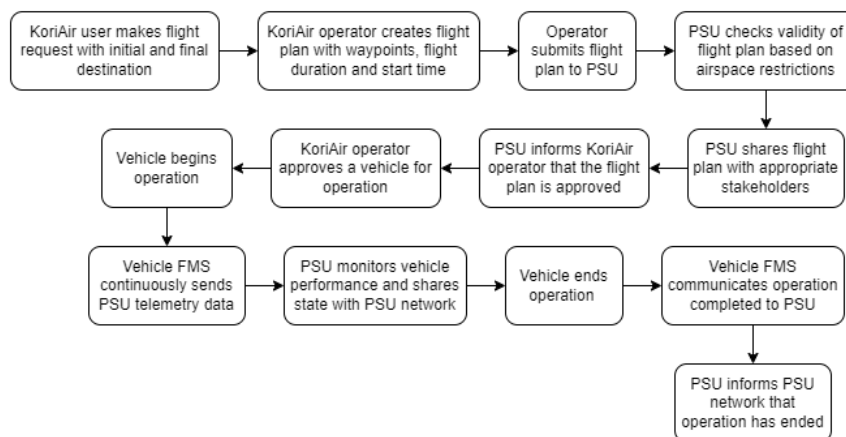 KoriAir user makes flight
request with initial and final
destination
KoriAir operator creates flight
plan with waypoints, flight
duration and start time
Operator
submits flight
plan to PSU
PSU checks validity of
flight plan based on
airspace restrictions
PSU shares flight
plan with appropriate
stakeholders
PSU informs KoriAir
operator that the flight
plan is approved
KoriAir operator
approves a vehicle for
operation
Vehicle begins
operation
Vehicle FMS
continuously sends
PSU telemetry data
PSU monitors vehicle
performance and shares
state with PSU network
Vehicle ends
operation
Vehicle FMS
communicates operation
completed to PSU
PSU informs PSU
network that
operation has ended